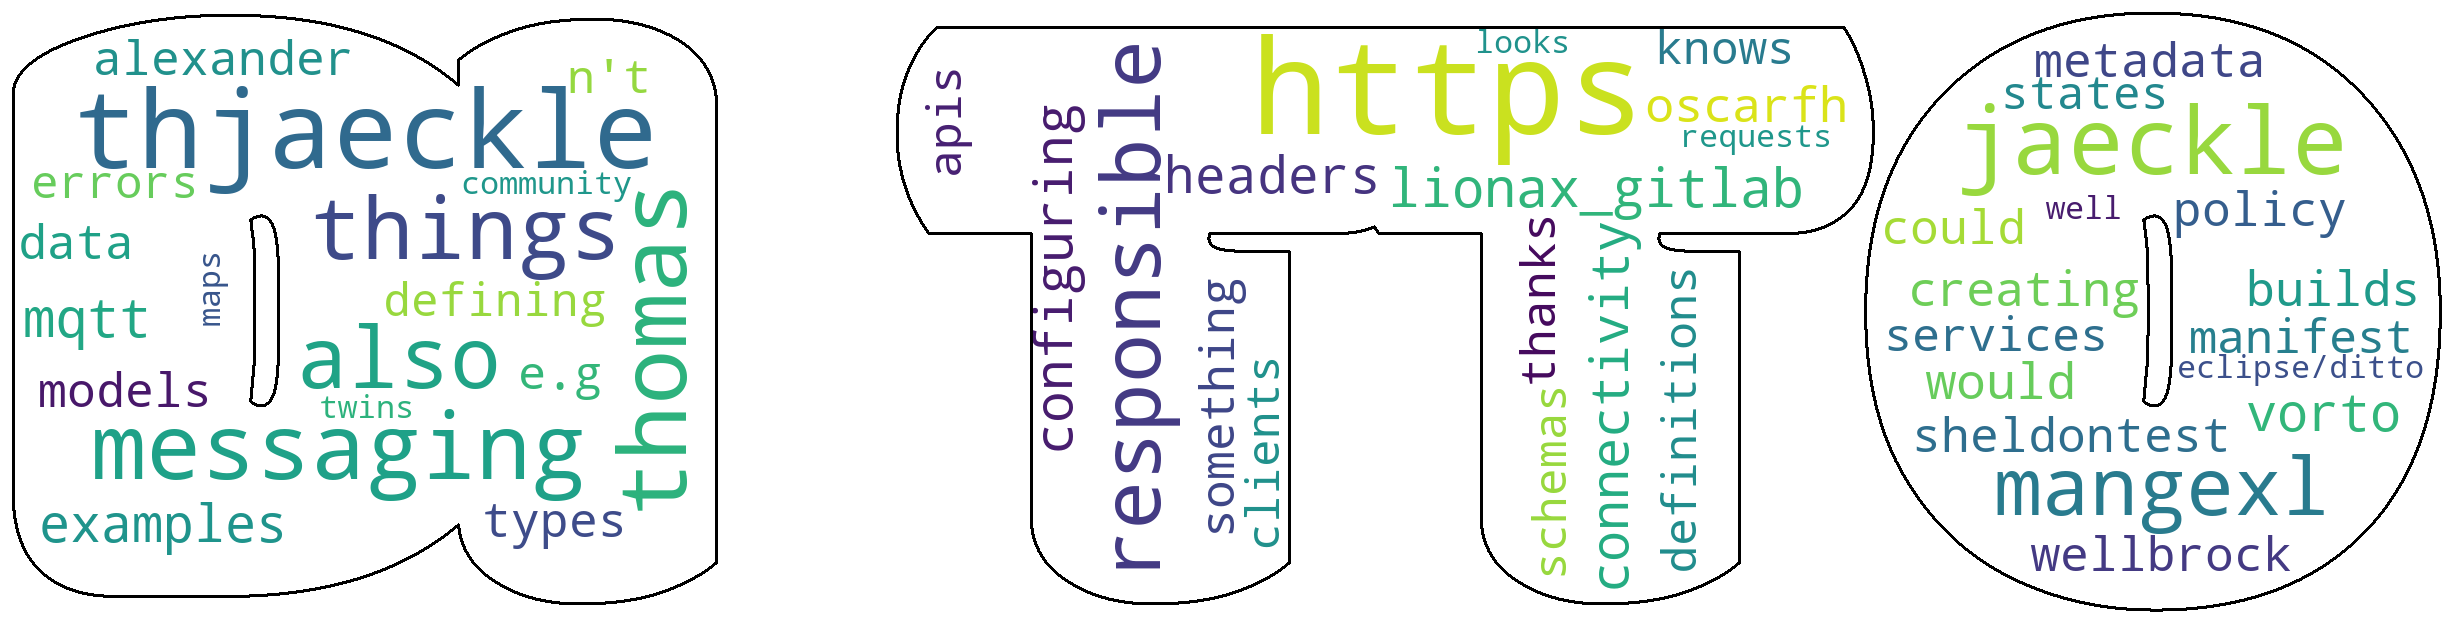 alexander
n't
thjaeckle
errors
community
things
thomas
data
maps
defining
mqtt
also
e.g
models
twins
messaging
examples
types
apis
configuring
responsible
https
looks
knows
oscarfh
requests
headers
lionax_gitlab
something
clients
thanks
schemas
connectivity
definitions
metadata
states
jaeckle
well
policy
could
creating
builds
services
manifest
eclipse/ditto
would
vorto
sheldontest
mangexl
wellbrock